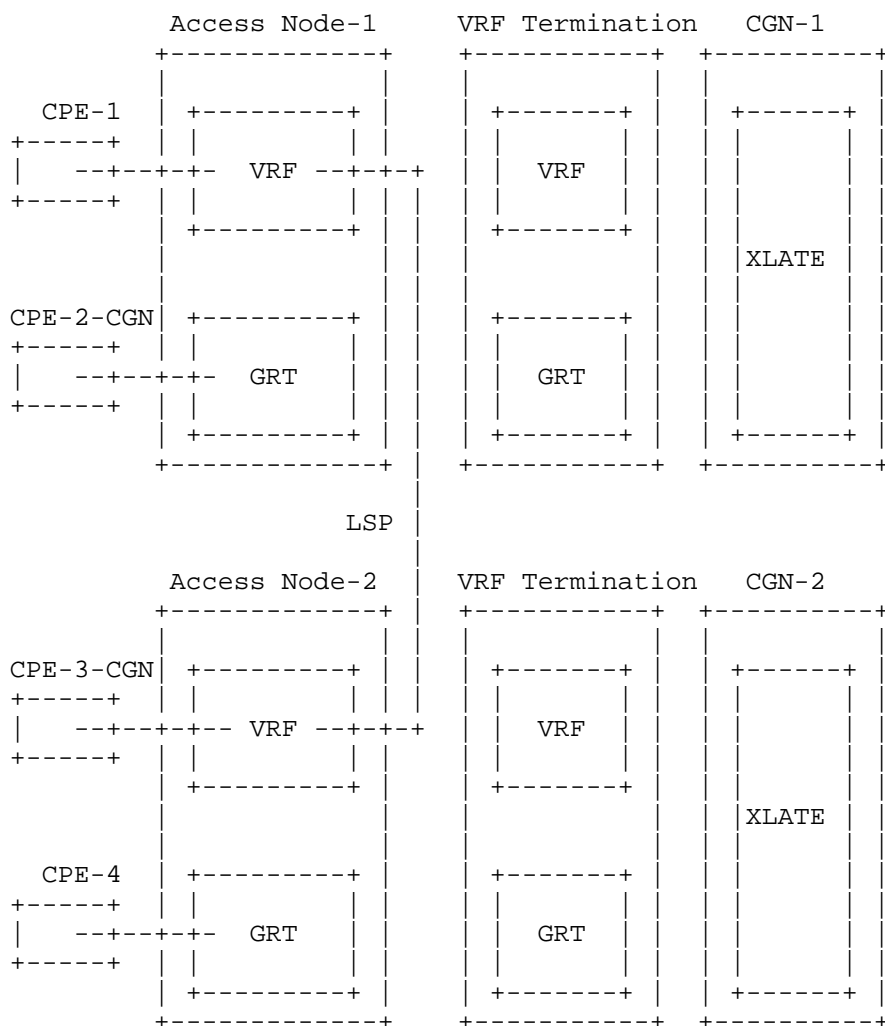 Access Node-1 VRF Termination CGN-1
CPE-1
VRF VRF
XLATE
CPE-2-CGN
GRT GRT
LSP
Access Node-2 VRF Termination CGN-2
CPE-3-CGN
VRF VRF
XLATE
CPE-4
GRT GRT